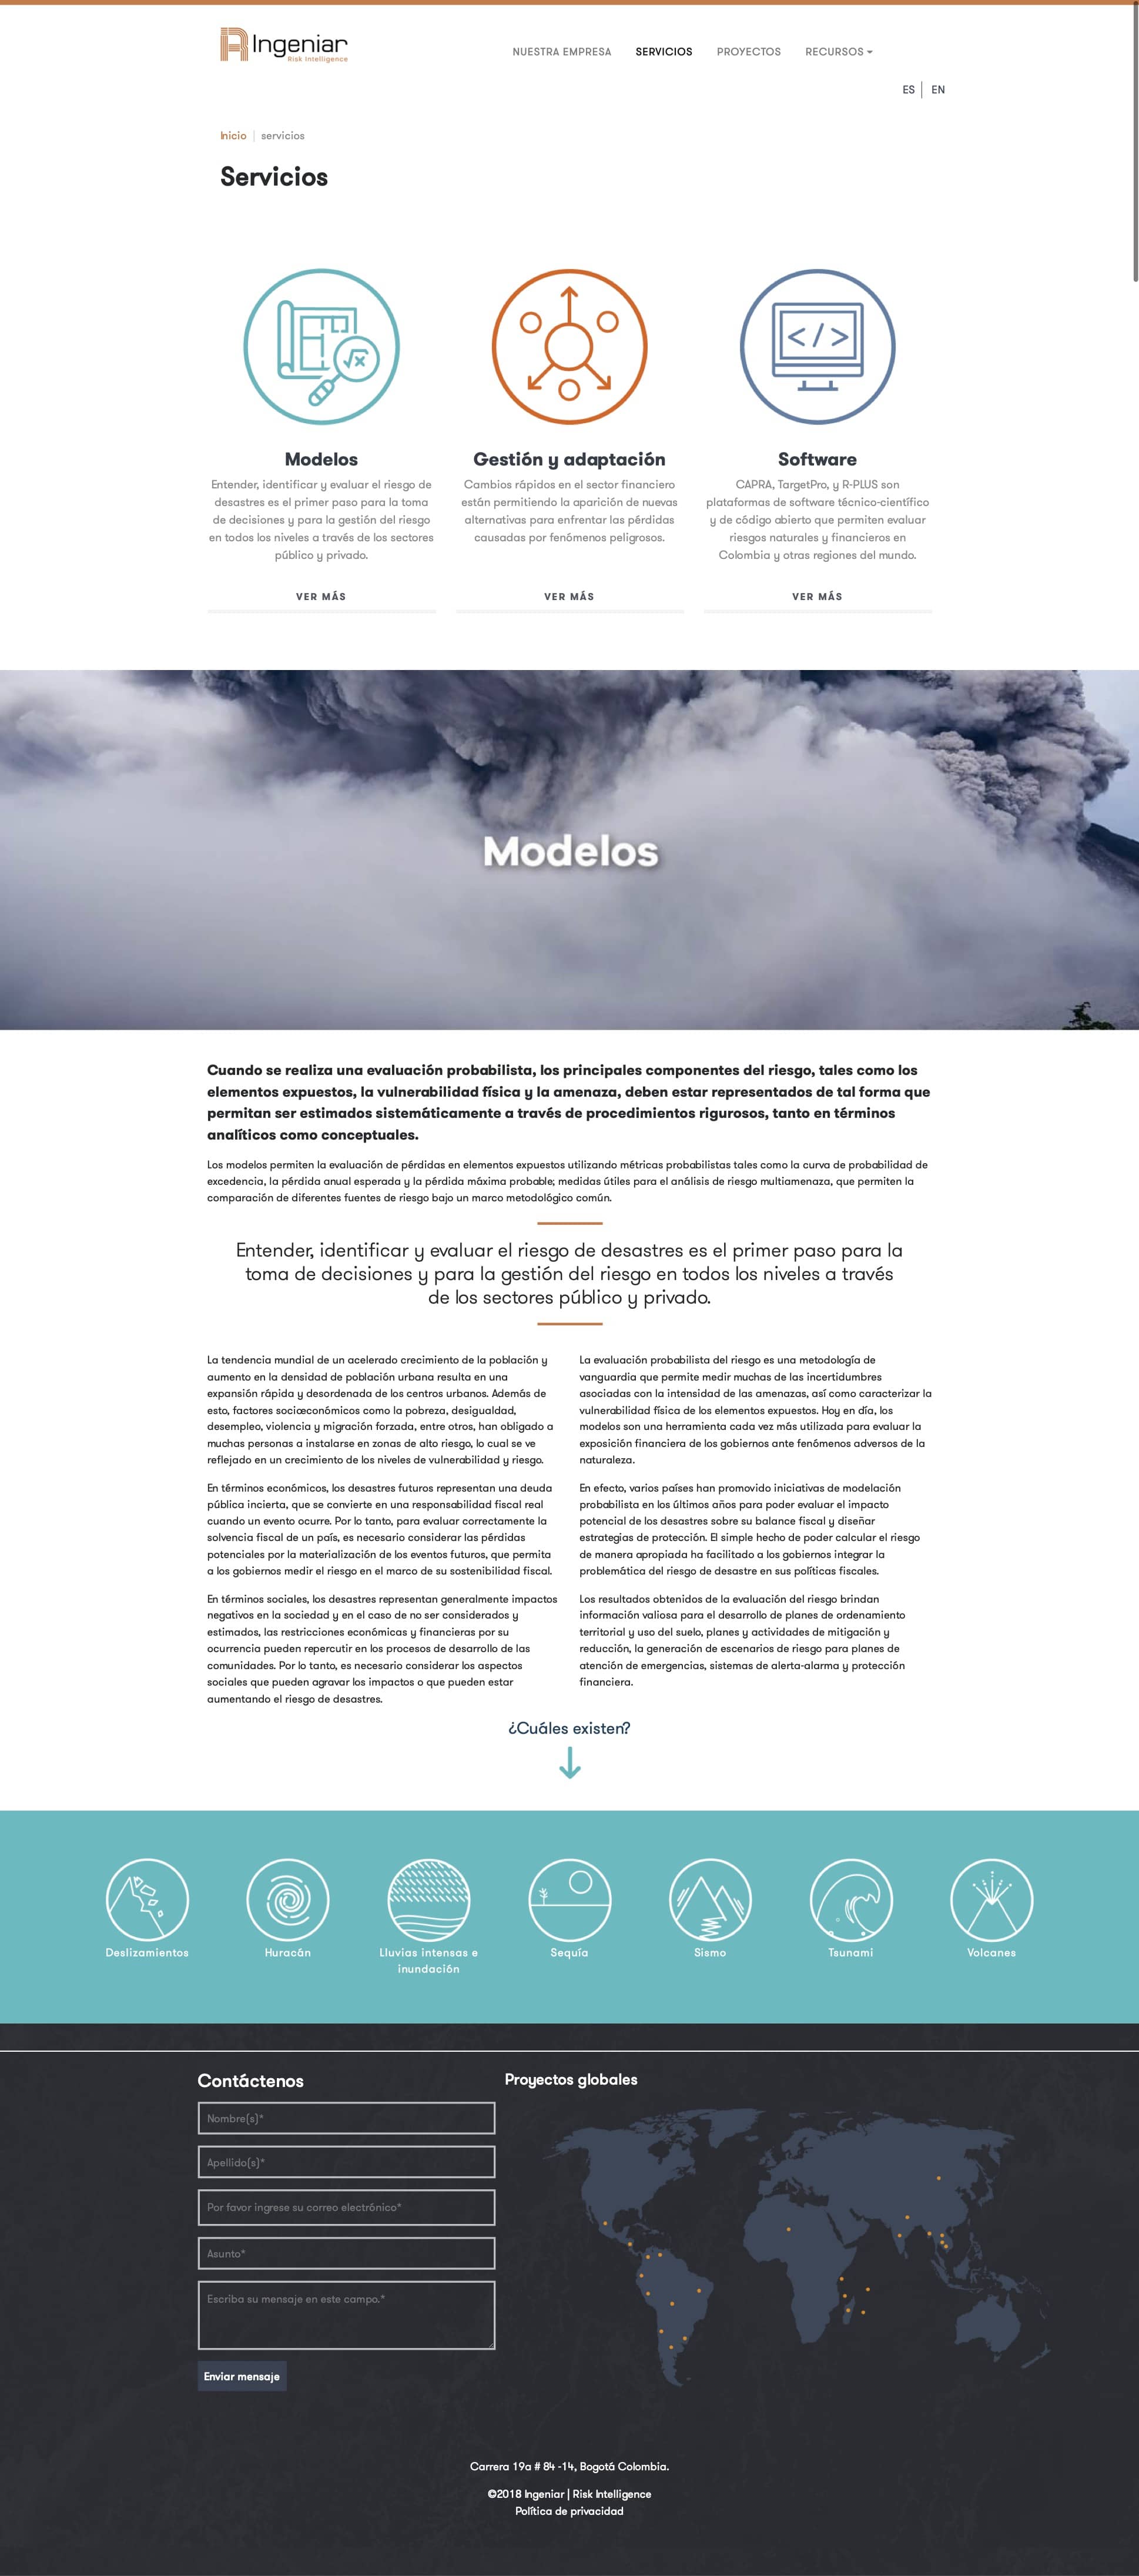 Ingeniar
Risk Intelligence
NUESTRA EMPRESA
SERVICIOS
PROYECTOS
RECURSOS
ES
EN
Inicio
servicios
Servicios
Modelos
Entender, identificar y evaluar el riesgo de
desastres es el primer paso para la toma
de decisiones y para la gestión del riesgo
en todos los niveles a través de los sectores
público y privado.
VER MÁS
Gestión y adaptación
Cambios rápidos en el sector financiero
están permitiendo la aparición de nuevas
alternativas para enfrentar las pérdidas
causadas por fenómenos peligrosos.
VER MÁS
Software
CAPRA, TargetPro, y R-PLUS son
plataformas de software técnico-científico
y de código abierto que permiten evaluar
riesgos naturales y financieros en
Colombia y otras regiones del mundo.
VER MÁS
Modelos
Cuando se realiza una evaluación probabilista, los principales componentes del riesgo, tales como los
elementos expuestos, la vulnerabilidad física y la amenaza, deben estar representados de tal forma que
permitan ser estimados sistemáticamente a través de procedimientos rigurosos, tanto en términos
analíticos como conceptuales.
Los modelos permiten la evaluación de pérdidas en elementos expuestos utilizando métricas probabilistas tales como la curva de probabilidad de
excedencia, la pérdida anual esperada y la pérdida máxima probable; medidas útiles para el análisis de riesgo multiamenaza, que permiten la
comparación de diferentes fuentes de riesgo bajo un marco metodológico común.
Entender, identificar y evaluar el riesgo de desastres es el primer paso para la
toma de decisiones y para la gestión del riesgo en todos los niveles a través
de los sectores público y privado.
La tendencia mundial de un acelerado crecimiento de la población y
aumento en la densidad de población urbana resulta en una
expansión rápida y desordenada de los centros urbanos. Además de
esto, factores socioeconómicos como la pobreza, desigualdad,
desempleo, violencia y migración forzada, entre otros, han obligado a
muchas personas a instalarse en zonas de alto riesgo, lo cual se ve
reflejado en un crecimiento de los niveles de vulnerabilidad y riesgo.
En términos económicos, los desastres futuros representan una deuda
pública incierta, que se convierte en una responsabilidad fiscal real
cuando un evento ocurre. Por lo tanto, para evaluar correctamente la
solvencia fiscal de un país, es necesario considerar las pérdidas
potenciales por la materialización de los eventos futuros, que permita
a los gobiernos medir el riesgo en el marco de su sostenibilidad fiscal.
En términos sociales, los desastres representan generalmente impactos
negativos en la sociedad y en el caso de no ser considerados y
estimados, las restricciones económicas y financieras por su
ocurrencia pueden repercutir en los procesos de desarrollo de las
comunidades. Por lo tanto, es necesario considerar los aspectos
sociales que pueden agravar los impactos o que pueden estar
aumentando el riesgo de desastres.
La evaluación probabilista del riesgo es una metodología de
vanguardia que permite medir muchas de las incertidumbres
asociadas con la intensidad de las amenazas, así como caracterizar la
vulnerabilidad física de los elementos expuestos. Hoy en día, los
modelos son una herramienta cada vez más utilizada para evaluar la
exposición financiera de los gobiernos ante fenómenos adversos de la
naturaleza.
En efecto, varios países han promovido iniciativas de modelación
probabilista en los últimos años para poder evaluar el impacto
potencial de los desastres sobre su balance fiscal y diseñar
estrategias de protección. El simple hecho de poder calcular el riesgo
de manera apropiada ha facilitado a los gobiernos integrar la
problemática del riesgo de desastre en sus políticas fiscales.
Los resultados obtenidos de la evaluación del riesgo brindan
información valiosa para el desarrollo de planes de ordenamiento
territorial y uso del suelo, planes y actividades de mitigación y
reducción, la generación de escenarios de riesgo para planes de
atención de emergencias, sistemas de alerta-alarma y protección
financiera.
¿Cuáles existen?
Deslizamientos
Huracán
Lluvias intensas e
inundación
Sequía
Sismo
Tsunami
Volcanes
Contáctenos
Nombre(s)*
Apellido(s)*
Por favor ingrese su correo electrónico*
Asunto*
Escriba su mensaje en este campo.*
Enviar mensaje
Proyectos globales
Carrera 19a # 84 -14, Bogotá Colombia.
©2018 Ingeniar | Risk Intelligence
Política de privacidad